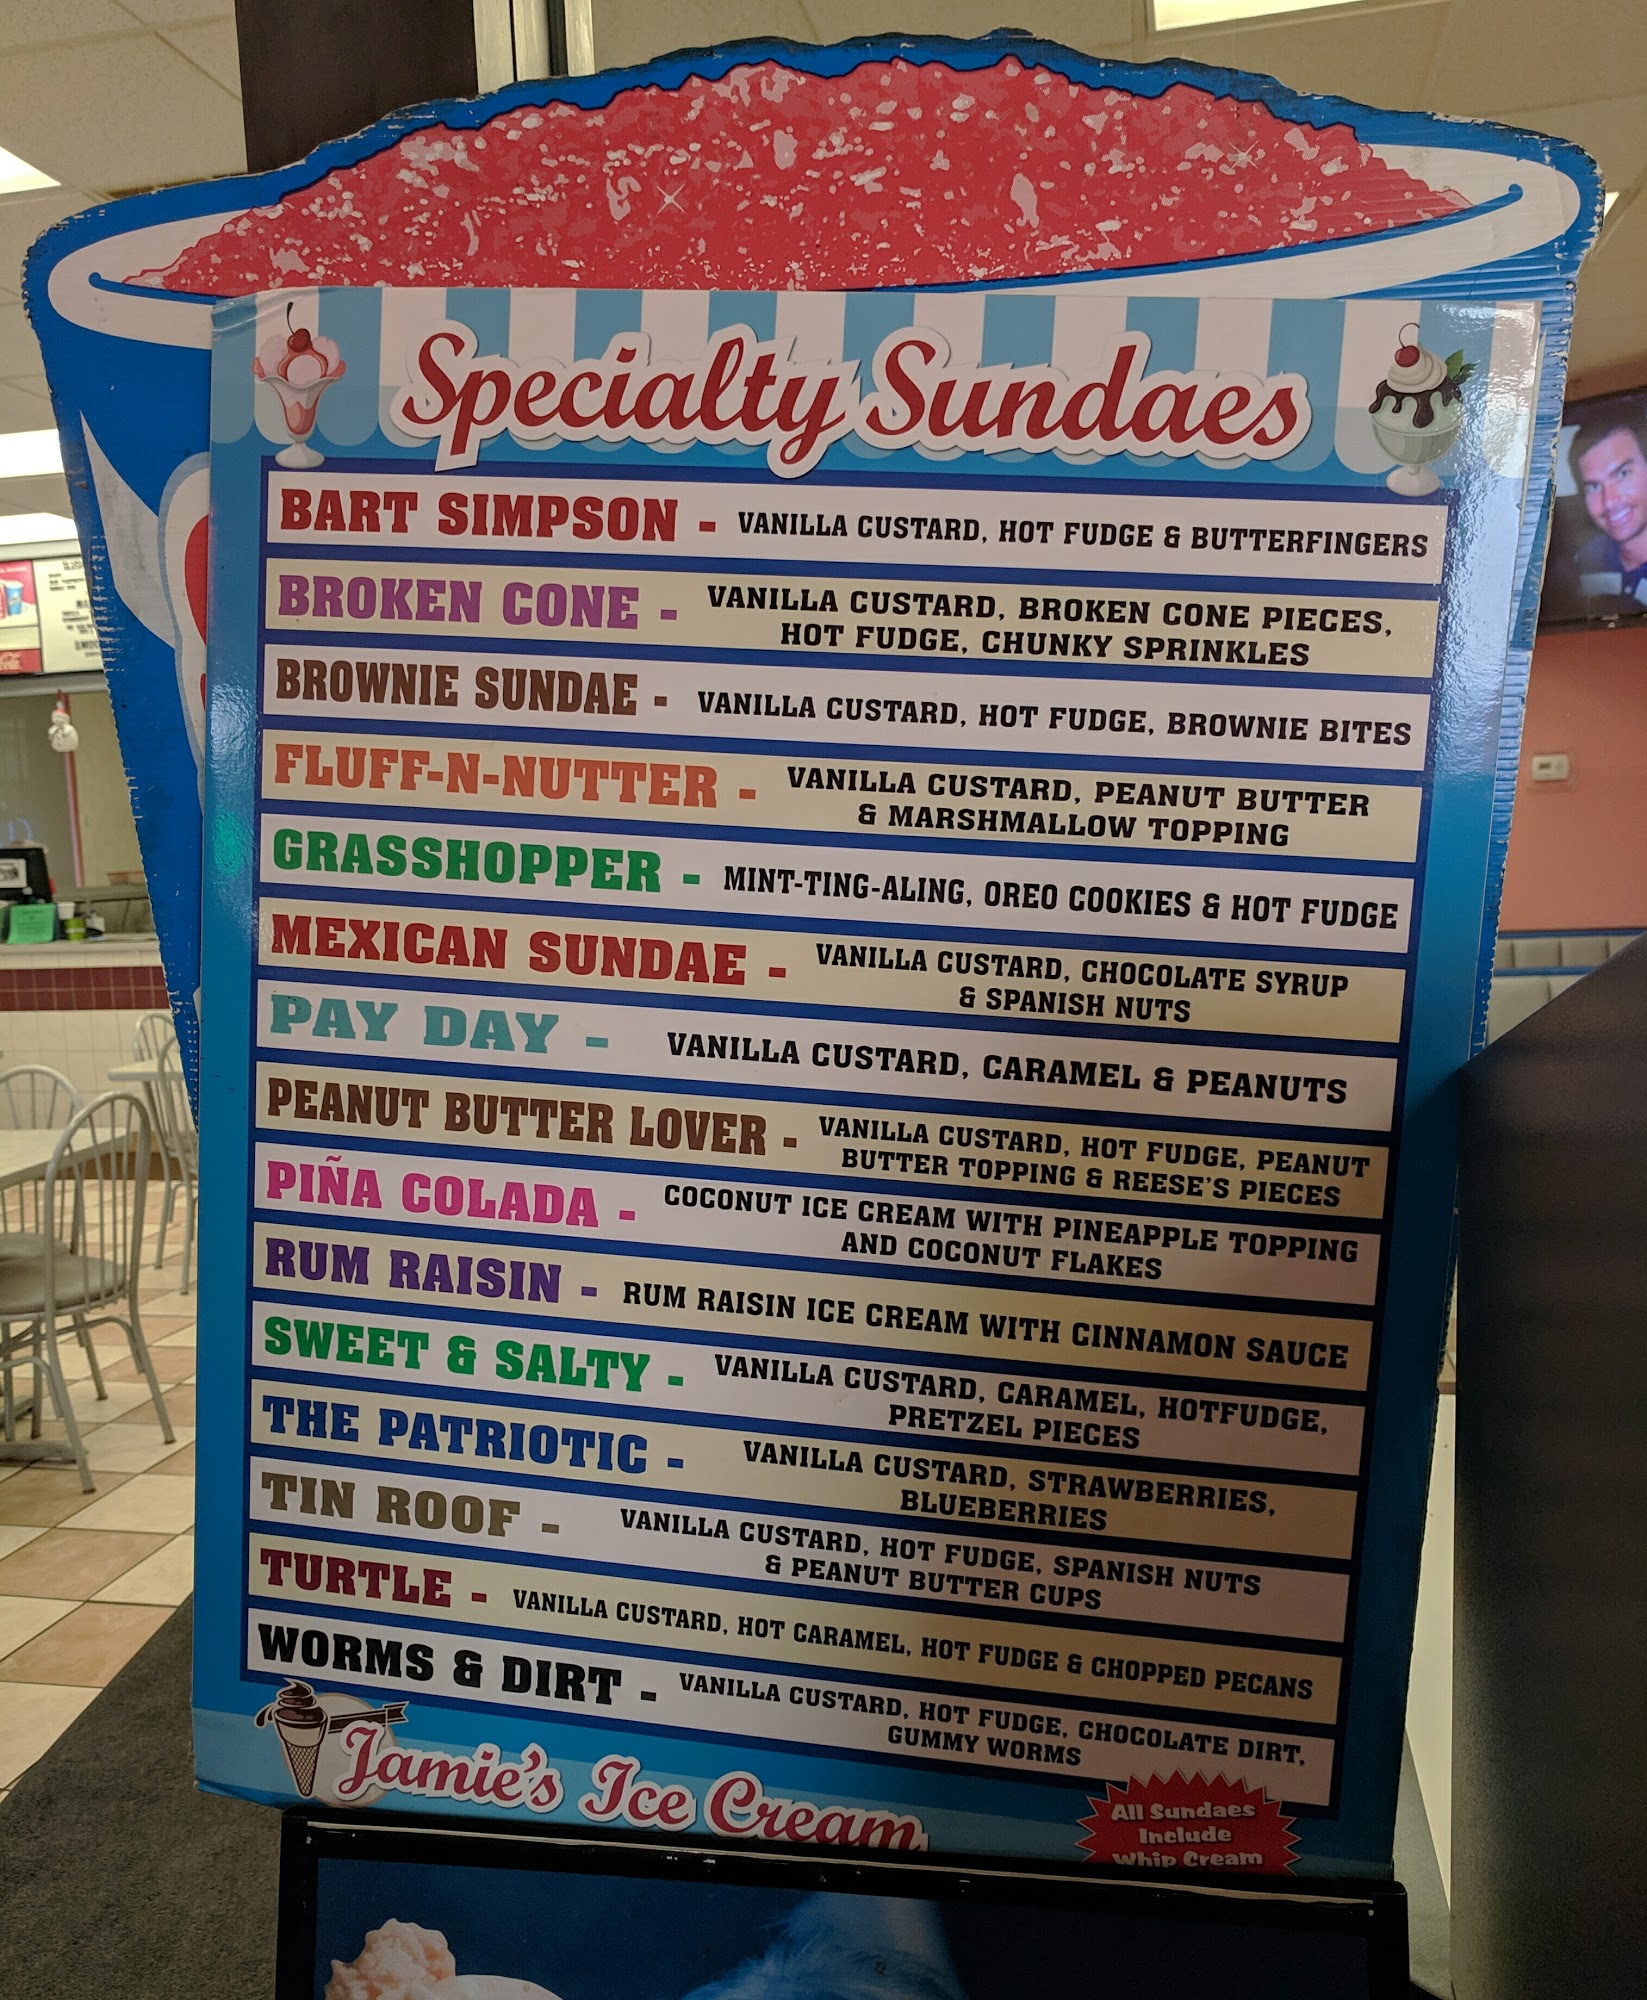 Specialty Sundaes
BART SIMPSON - VANILLA CUSTARD, HOT FUDGE & BUTTERFINGERS
BROKEN CONE - VANILLA CUSTARD, BROKEN CONE PIECES,
HOT FUDGE, CHUNKY SPRINKLES
BROWNIE SUNDAE - VANILLA CUSTARD, HOT FUDGE, BROWNIE BITES
FLUFF-N-NUTTER - VANILLA CUSTARD, PEANUT BUTTER
& MARSHMALLOW TOPPING
GRASSHOPPER - MINT-TING-ALING, OREO COOKIES & HOT FUDGE
MEXICAN SUNDAE - VANILLA CUSTARD, CHOCOLATE SYRUP
& SPANISH NUTS
PAY DAY - VANILLA CUSTARD, CARAMEL & PEANUTS
PEANUT BUTTER LOVER - VANILLA CUSTARD, HOT FUDGE, PEANUT
BUTTER TOPPING & REESE'S PIECES
PIÑA COLADA - COCONUT ICE CREAM WITH PINEAPPLE TOPPING
AND COCONUT FLAKES
RUM RAISIN - RUM RAISIN ICE CREAM WITH CINNAMON SAUCE
SWEET & SALTY - VANILLA CUSTARD, CARAMEL, HOTFUDGE,
PRETZEL PIECES
THE PATRIOTIC - VANILLA CUSTARD, STRAWBERRIES,
BLUEBERRIES
TIN ROOF - VANILLA CUSTARD, HOT FUDGE, SPANISH NUTS
& PEANUT BUTTER CUPS
TURTLE - VANILLA CUSTARD, HOT CARAMEL, HOT FUDGE & CHOPPED PECANS
WORMS & DIRT - VANILLA CUSTARD, HOT FUDGE, CHOCOLATE DIRT,
GUMMY WORMS
Jamie's Ice Cream
All Sundaes
Include
Whip Cream